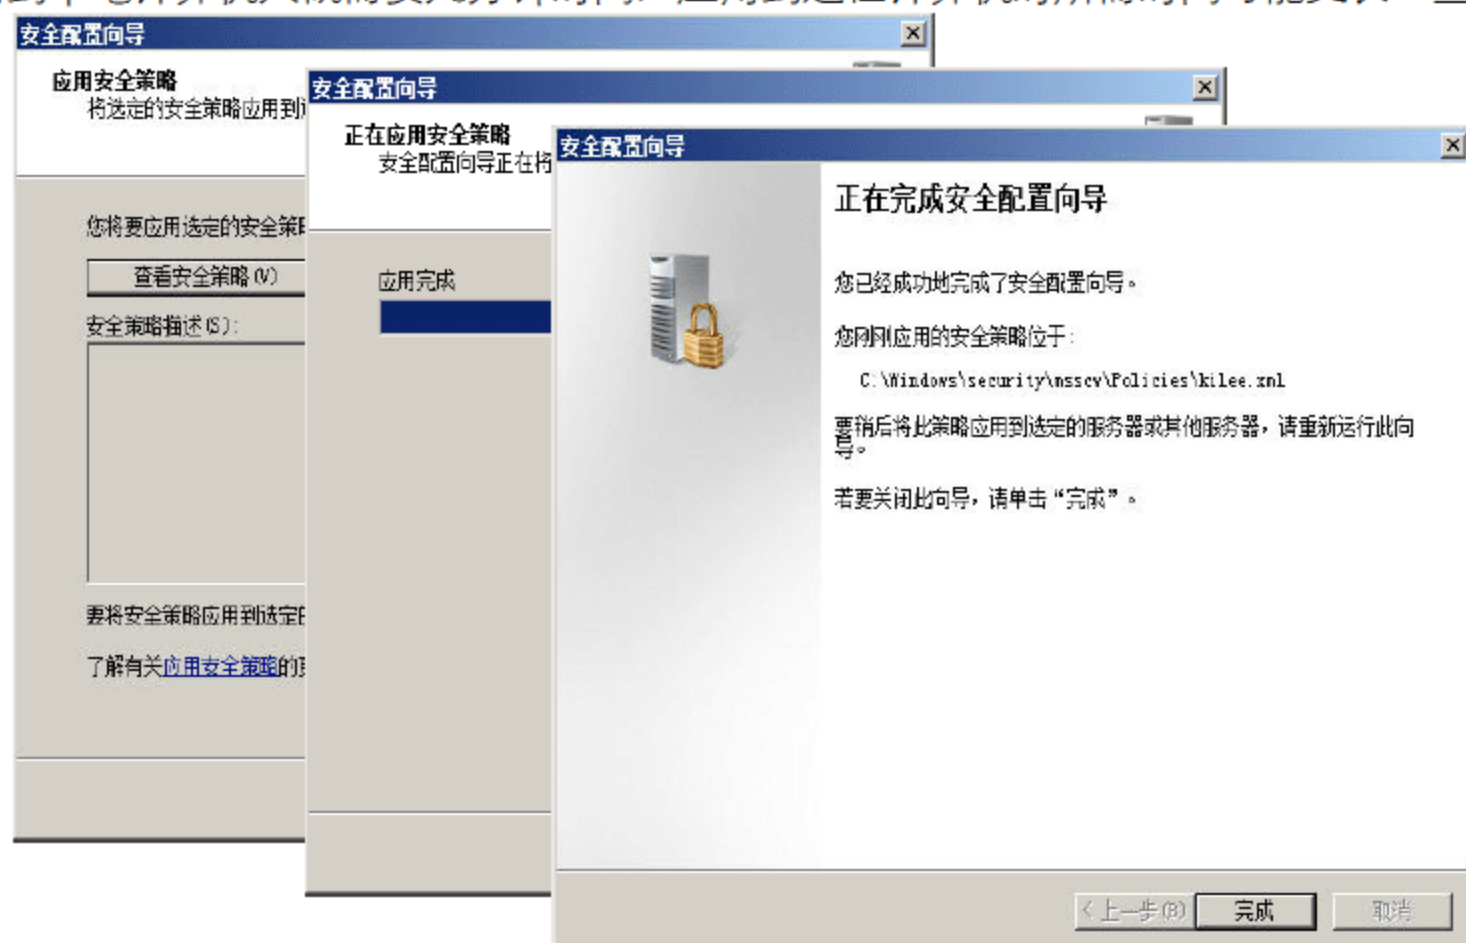 安全配置向导
应用安全策略
将选定的安全策略应用到
您将要应用选定的安全策
查看安全策略(V)
安全策略描述(S):
要将安全策略应用到选定
了解有关应用安全策略的
安全配置向导
正在应用安全策略
安全配置向导正在将
应用完成
安全配置向导
正在完成安全配置向导
您已经成功地完成了安全配置向导。
您刚刚应用的安全策略位于:
C:\Windows\security\msscw\Policies\kilee.xml
要稍后将此策略应用到选定的服务器或其他服务器，请重新运行此向
导。
若要关闭此向导，请单击“完成”。
<上一步(B)
完成
取消